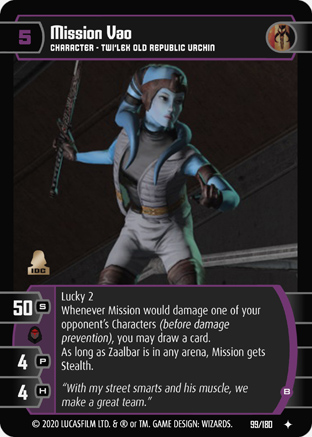 5
Mission Vao
CHARACTER - TWI'LEK OLD REPUBLIC URCHIN
IDC
50 S
4 P
4 H
Lucky 2
Whenever Mission would damage one of your
opponent's Characters (before damage
prevention), you may draw a card.
As long as Zaalbar is in any arena, Mission gets
Stealth.
"With my street smarts and his muscle, we
make a great team."
B
© 2020 LUCASFILM LTD. & ® or TM. GAME DESIGN: WIZARDS.
99/180